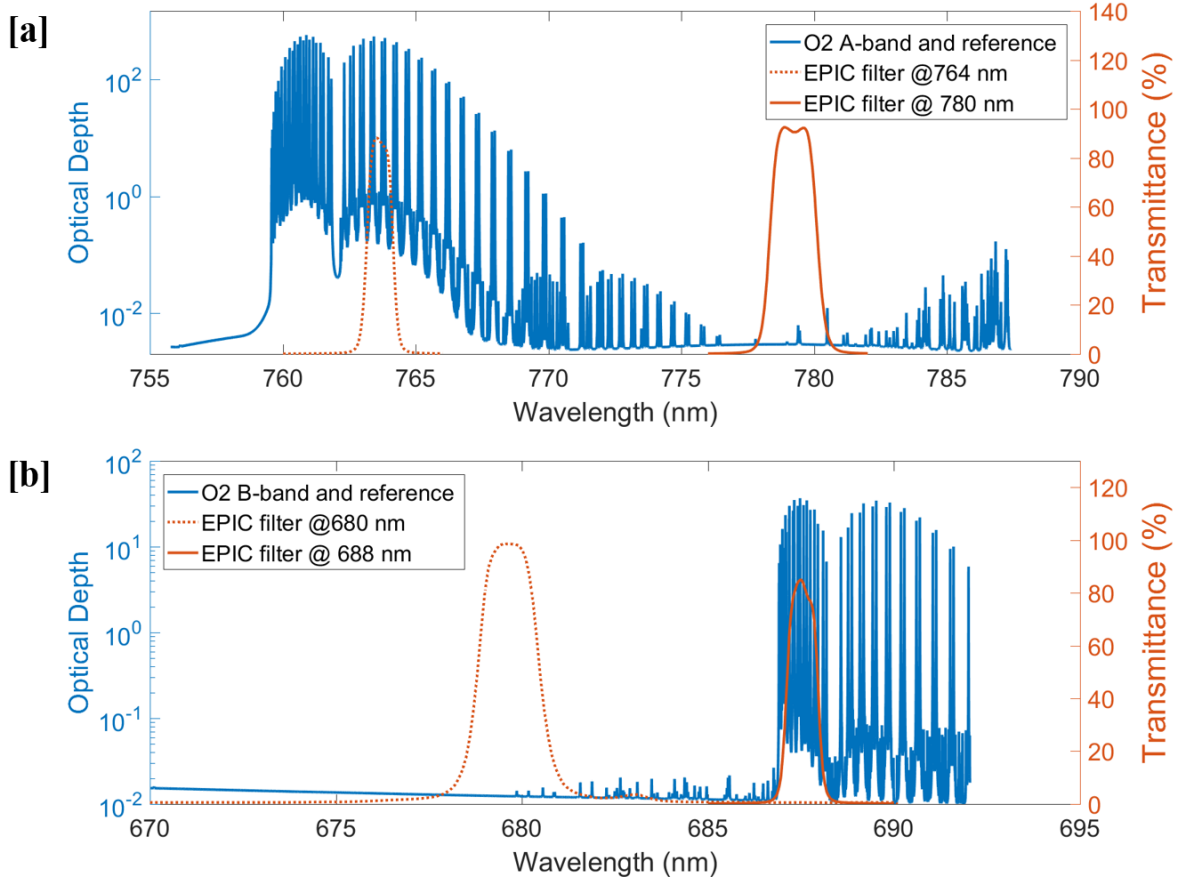 [a]
140
120
100
80
60
40
20
0
Transmittance (%)
10^2
10^0
10^-2
Optical Depth
O2 A-band and reference
EPIC filter @764 nm
EPIC filter @ 780 nm
755 760 765 770 775 780 785 790
Wavelength (nm)
[b]
10^2
10^1
10^0
10^-1
10^-2
Optical Depth
O2 B-band and reference
EPIC filter @680 nm
EPIC filter @ 688 nm
120
100
80
60
40
20
0
Transmittance (%)
670 675 680 685 690 695
Wavelength (nm)